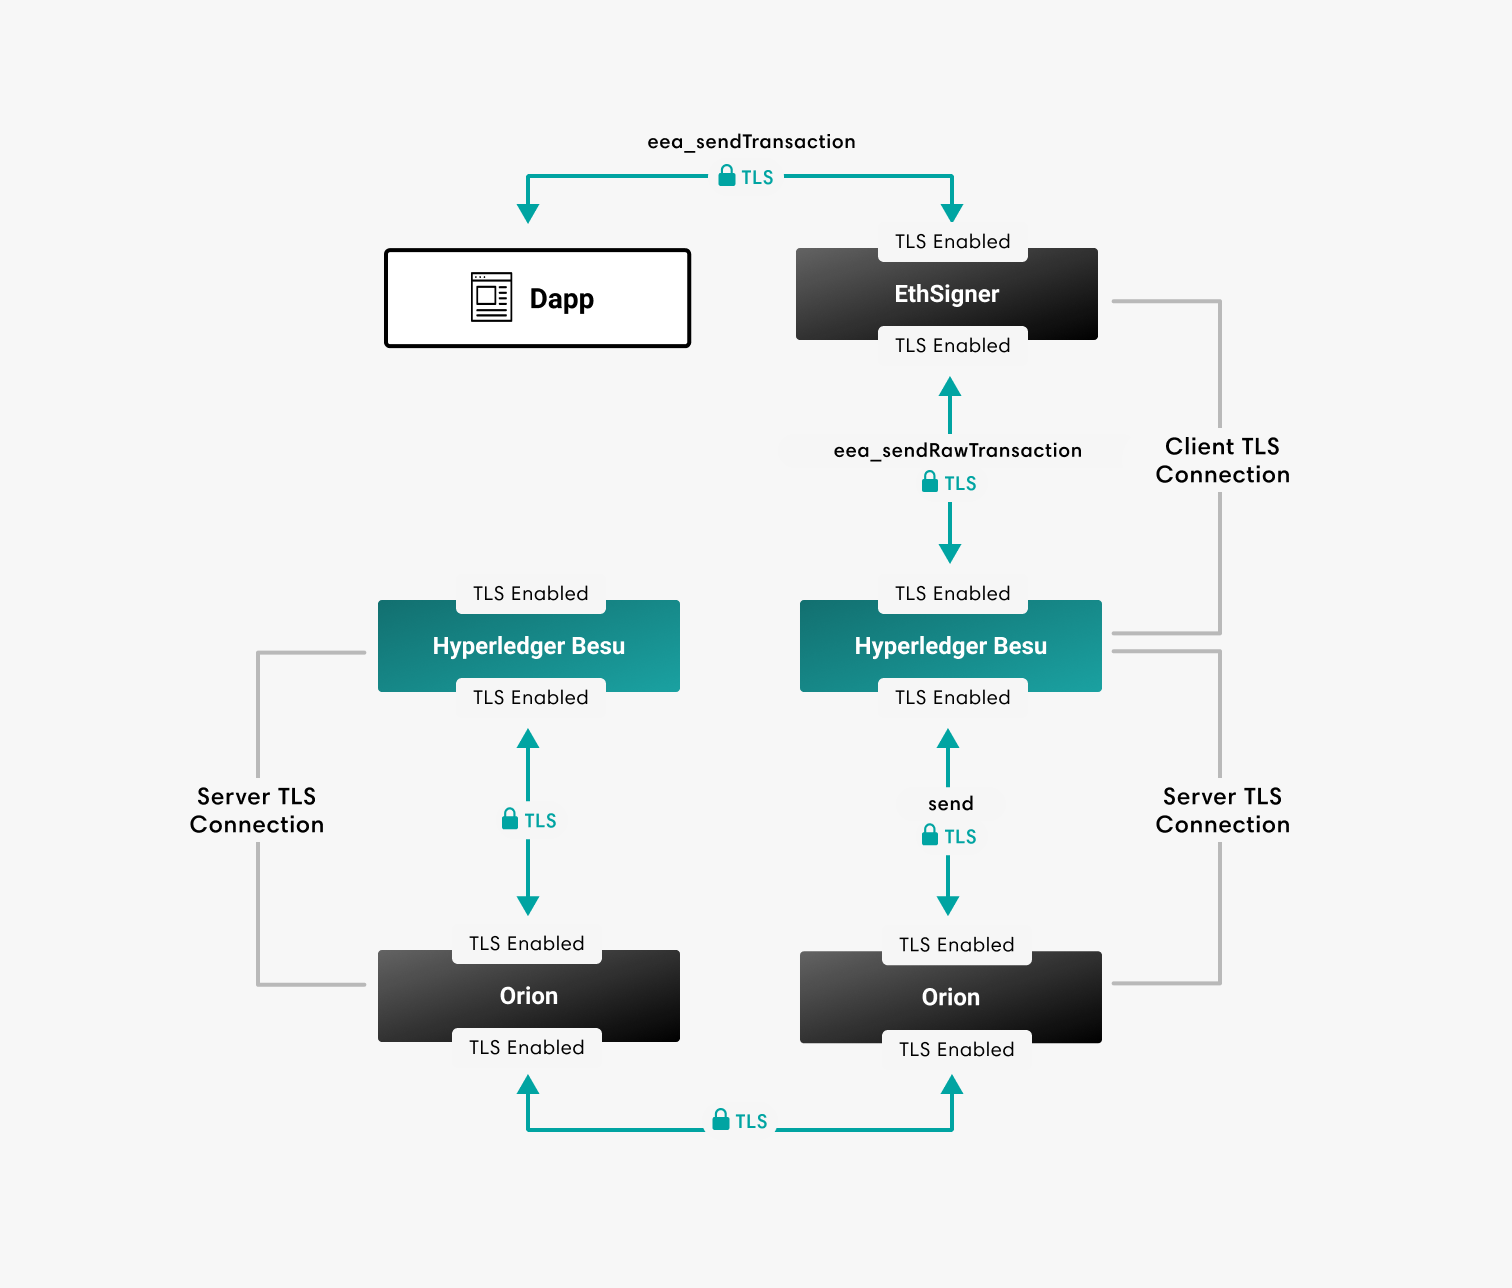 eea_sendTransaction
TLS
TLS Enabled
Dapp
EthSigner
TLS Enabled
eea_sendRawTransaction
TLS
Client TLS
Connection
TLS Enabled
Hyperledger Besu
TLS Enabled
TLS Enabled
Hyperledger Besu
TLS Enabled
Server TLS
Connection
TLS
send
TLS
Server TLS
Connection
TLS Enabled
Orion
TLS Enabled
TLS Enabled
Orion
TLS Enabled
TLS